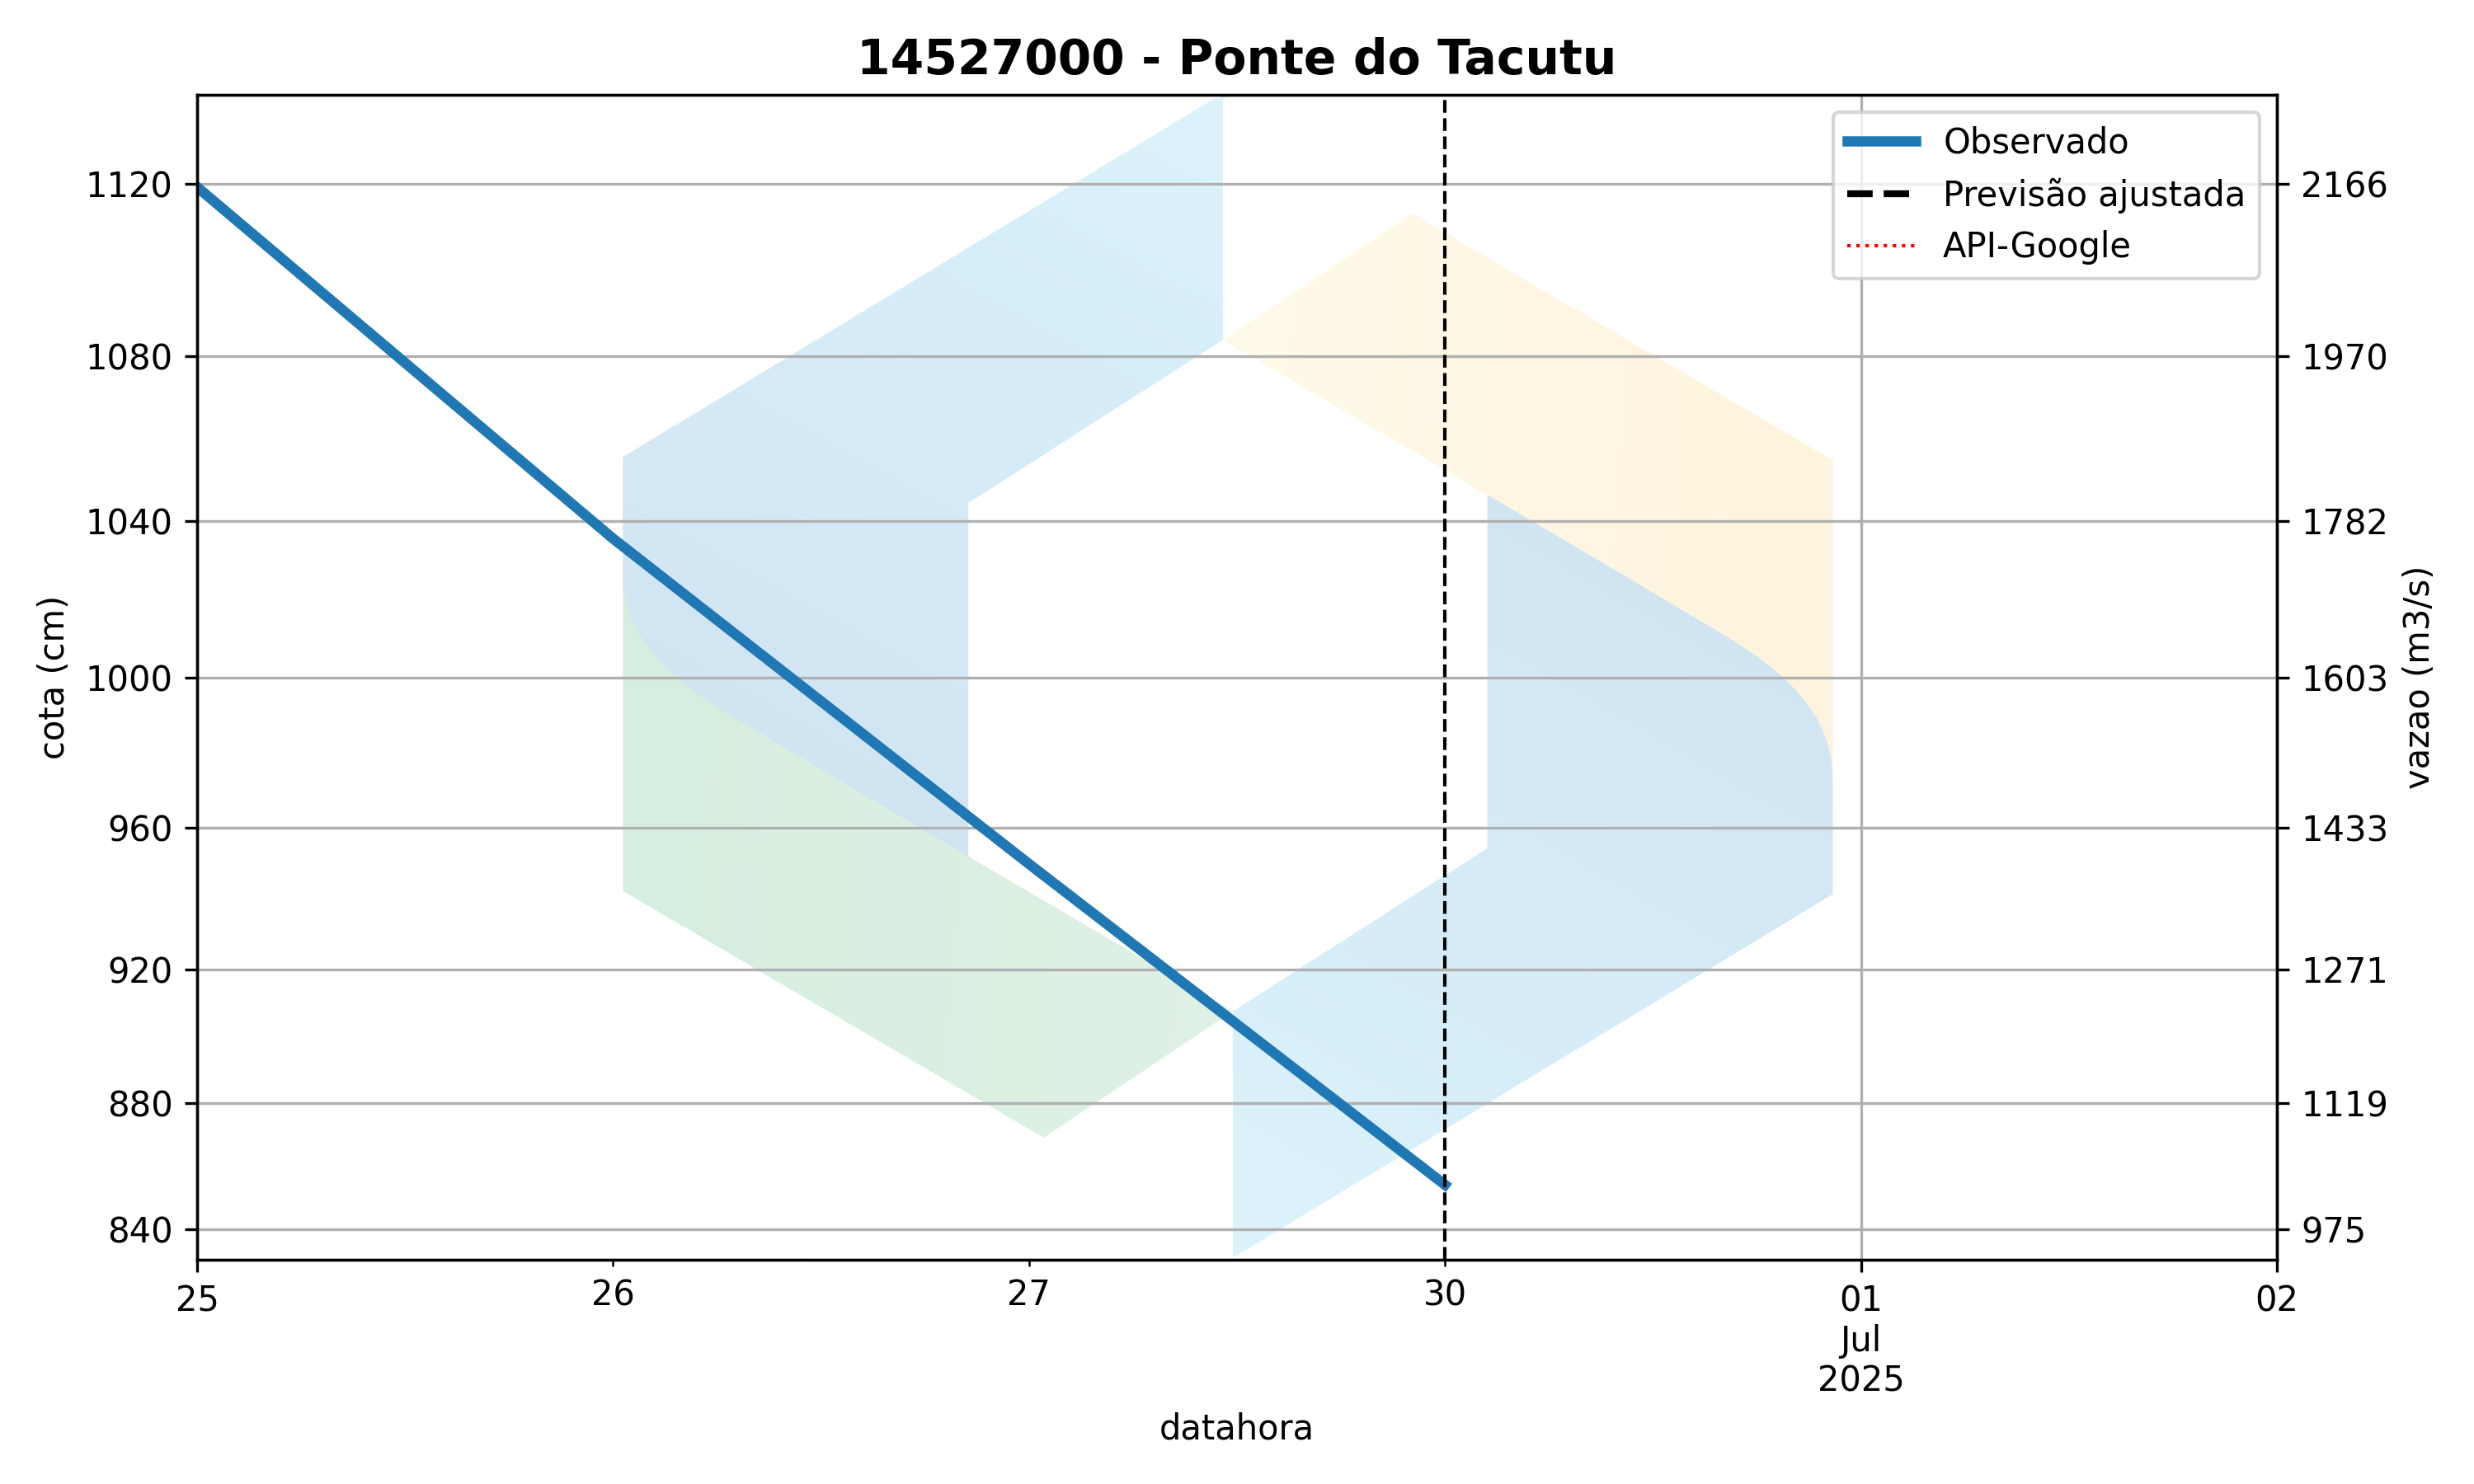 14527000 - Ponte do Tacutu
Observado
Previsão ajustada
API-Google
1120
1080
1040
1000
960
920
880
840
cota (cm)
2166
1970
1782
1603
1433
1271
1119
975
vazao (m3/s)
25 26 27 30 01 02
Jul
2025
datahora